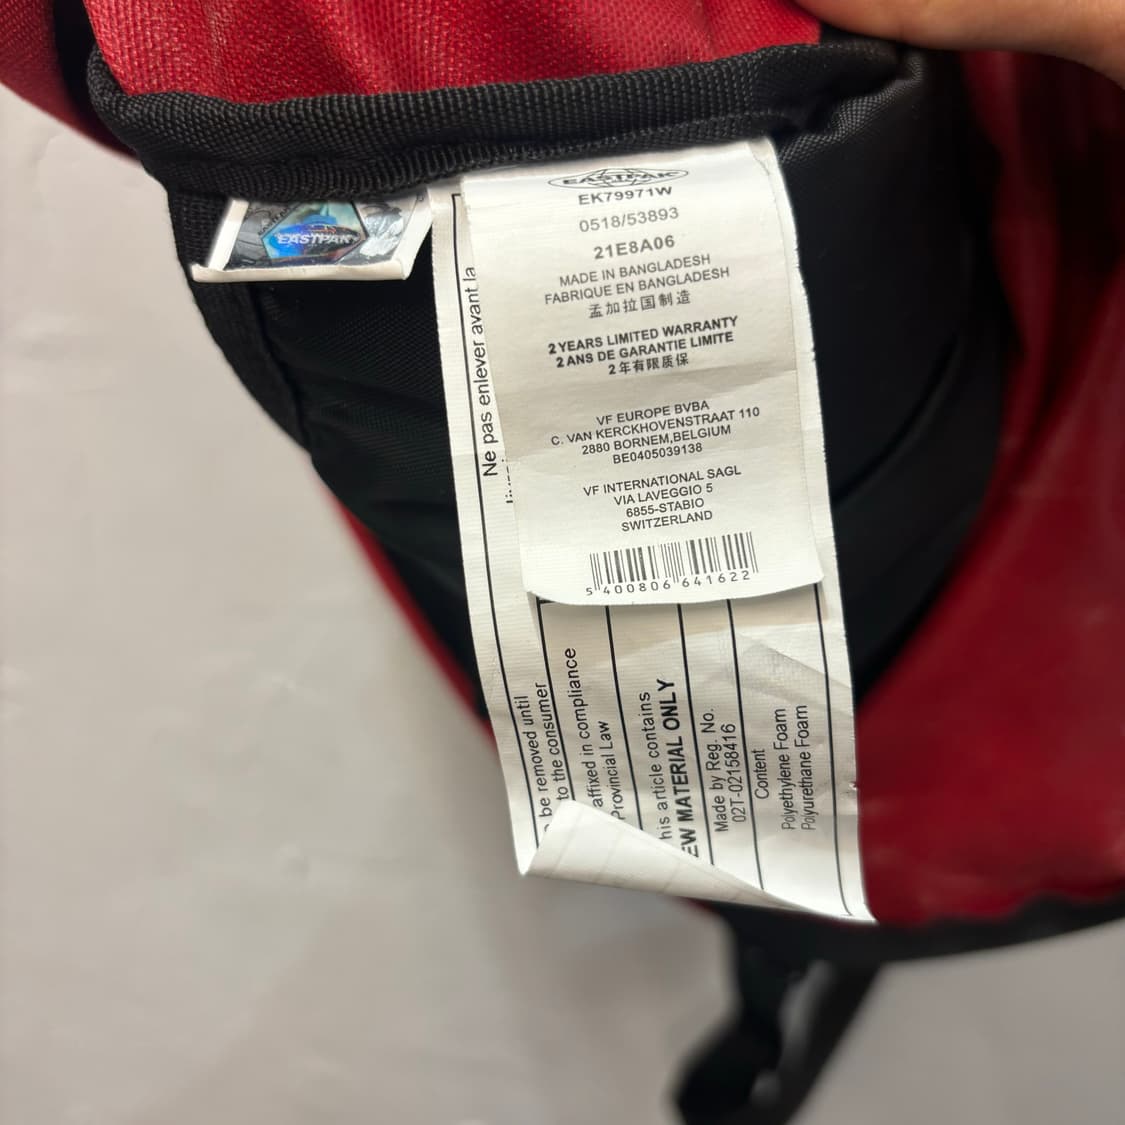 EASTPAK
EASTPAK
EK79971W
0518/53893
21E8A06
MADE IN BANGLADESH
FABRIQUE EN BANGLADESH
孟加拉国制造
2 YEARS LIMITED WARRANTY
2 ANS DE GARANTIE LIMITE
2 年有限质保
VF EUROPE BVBA
C. VAN KERCKHOVENSTRAAT 110
2880 BORNEM,BELGIUM
BE0405039138
VF INTERNATIONAL SAGL
VIA LAVEGGIO 5
6855-STABIO
SWITZERLAND
5 400806 641622
Ne pas enlever avant la
be removed until
to the consumer
affixed in compliance
Provincial Law
his article contains
EW MATERIAL ONLY
Made by Reg. No.
02T-02158416
Content
Polyethylene Foam
Polyurethane Foam